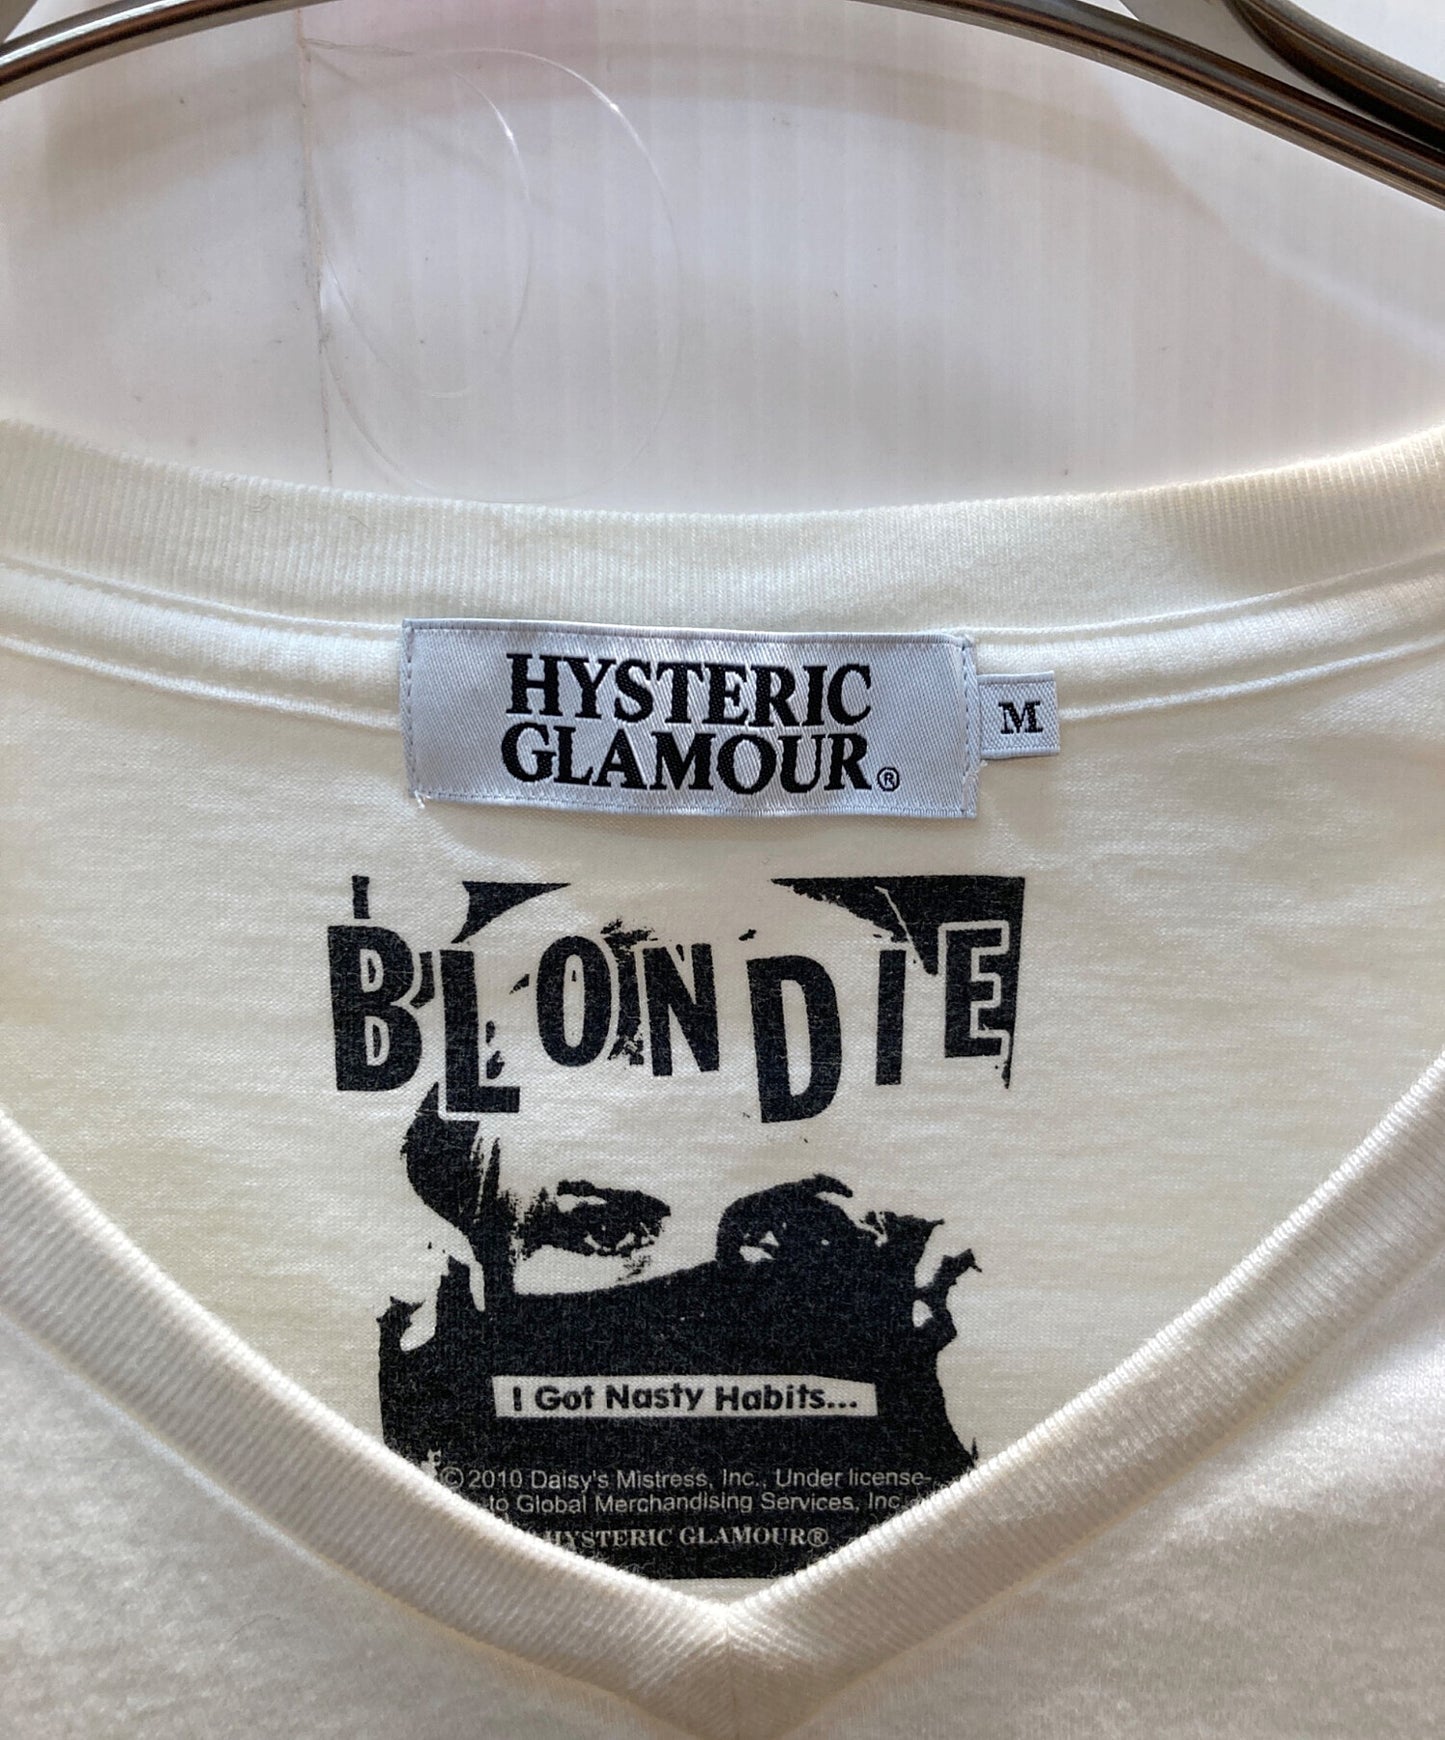 HYSTERIC
GLAMOUR®
M
BLONDIE
I Got Nasty Habits...
© 2010 Daisy's Mistress, Inc., Under license
to Global Merchandising Services, Inc.
HYSTERIC GLAMOUR®